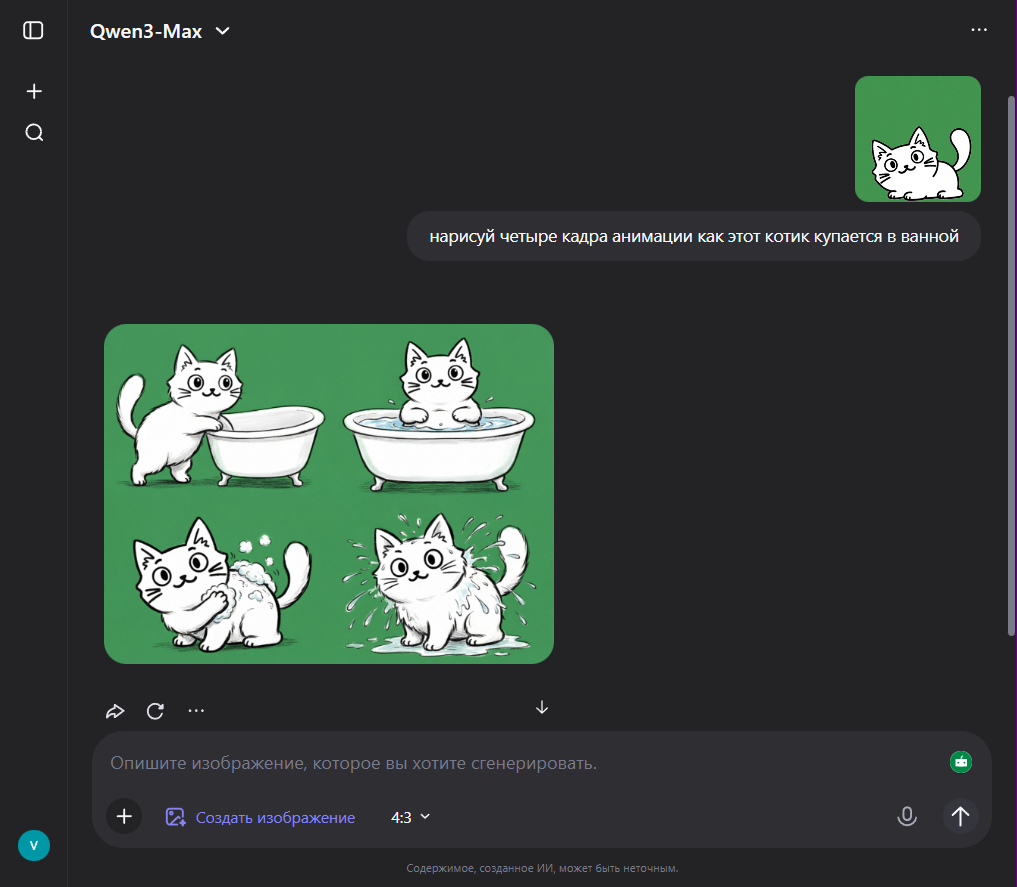 Qwen3-Max
нарисуй четыре кадра анимации как этот котик купается в ванной
Опишите изображение, которое вы хотите сгенерировать.
Создать изображение
4:3
V
Содержимое, созданное ИИ, может быть неточным.